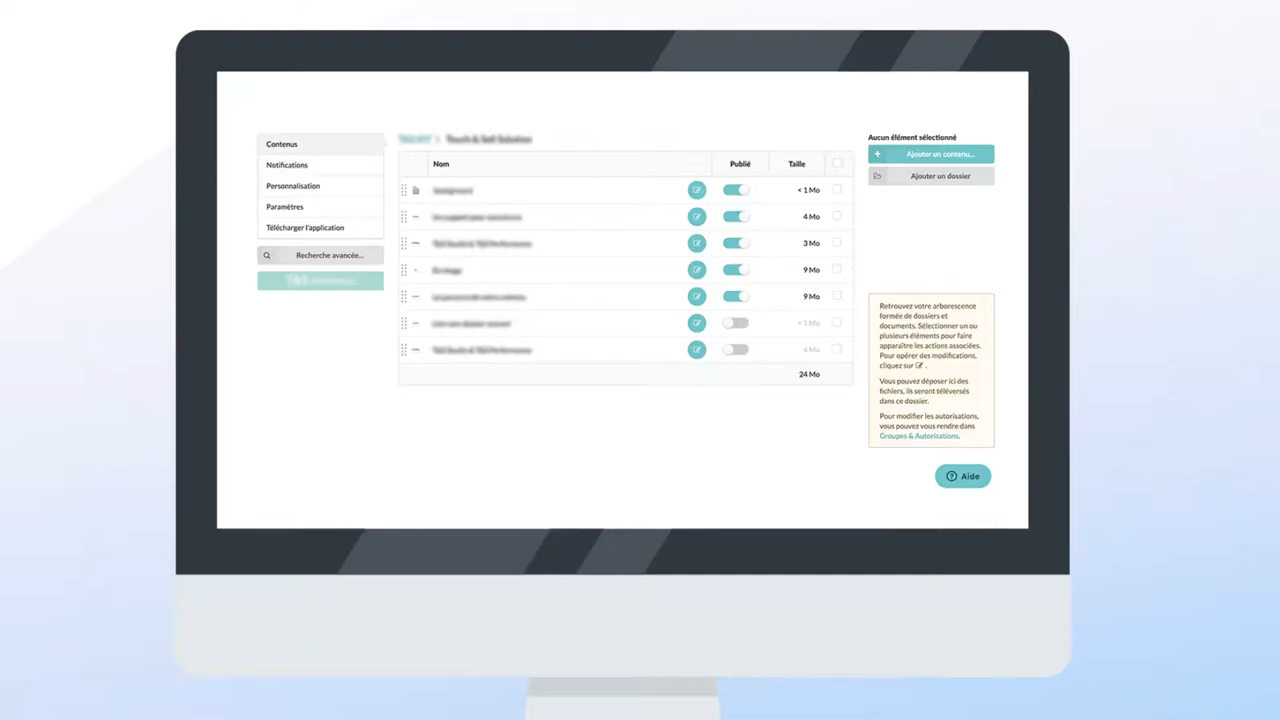 Contenus
Notifications
Personnalisation
Paramètres
Télécharger l'application
Recherche avancée...
Touch & Sell Solution
Nom
Publié
Taille
< 1 Mo
4 Mo
3 Mo
9 Mo
9 Mo
< 1 Mo
4 Mo
24 Mo
Aucun élément sélectionné
Ajouter un contenu...
Ajouter un dossier
Retrouvez votre arborescence
formée de dossiers et
documents. Sélectionner un ou
plusieurs éléments pour faire
apparaître les actions associées.
Pour opérer des modifications,
cliquez sur .
Vous pouvez déposer ici des
fichiers, ils seront téléversés
dans ce dossier.
Pour modifier les autorisations,
vous pouvez vous rendre dans
Groupes & Autorisations.
Aide